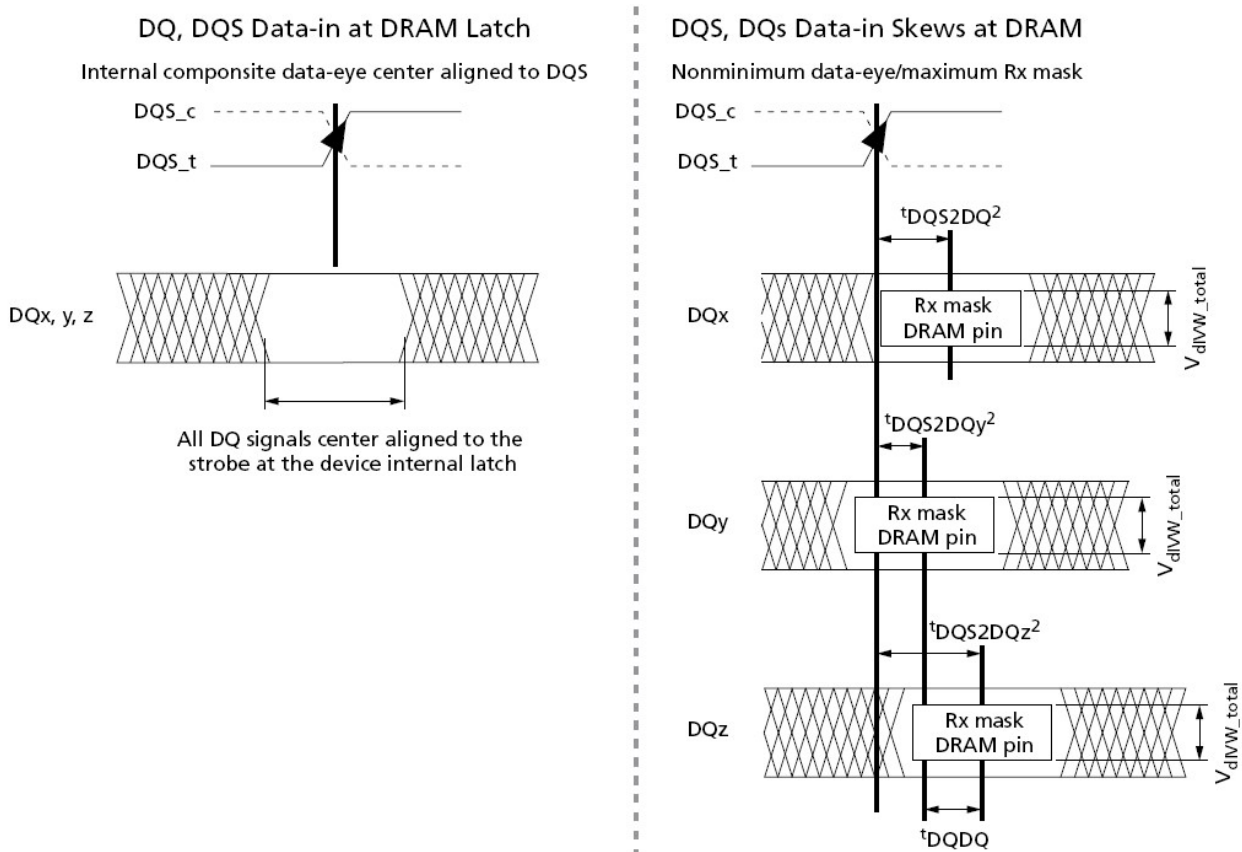 DQ, DQS Data-in at DRAM Latch
Internal componsite data-eye center aligned to DQS
DQS_c
DQS_t
DQx, y, z
All DQ signals center aligned to the
strobe at the device internal latch
DQS, DQs Data-in Skews at DRAM
Nonminimum data-eye/maximum Rx mask
DQS_c
DQS_t
tDQS2DQ2
DQx
Rx mask
DRAM pin
VdIVW_total
tDQS2DQy2
DQy
Rx mask
DRAM pin
VdIVW_total
tDQS2DQz2
DQz
Rx mask
DRAM pin
VdIVW_total
tDQDQ